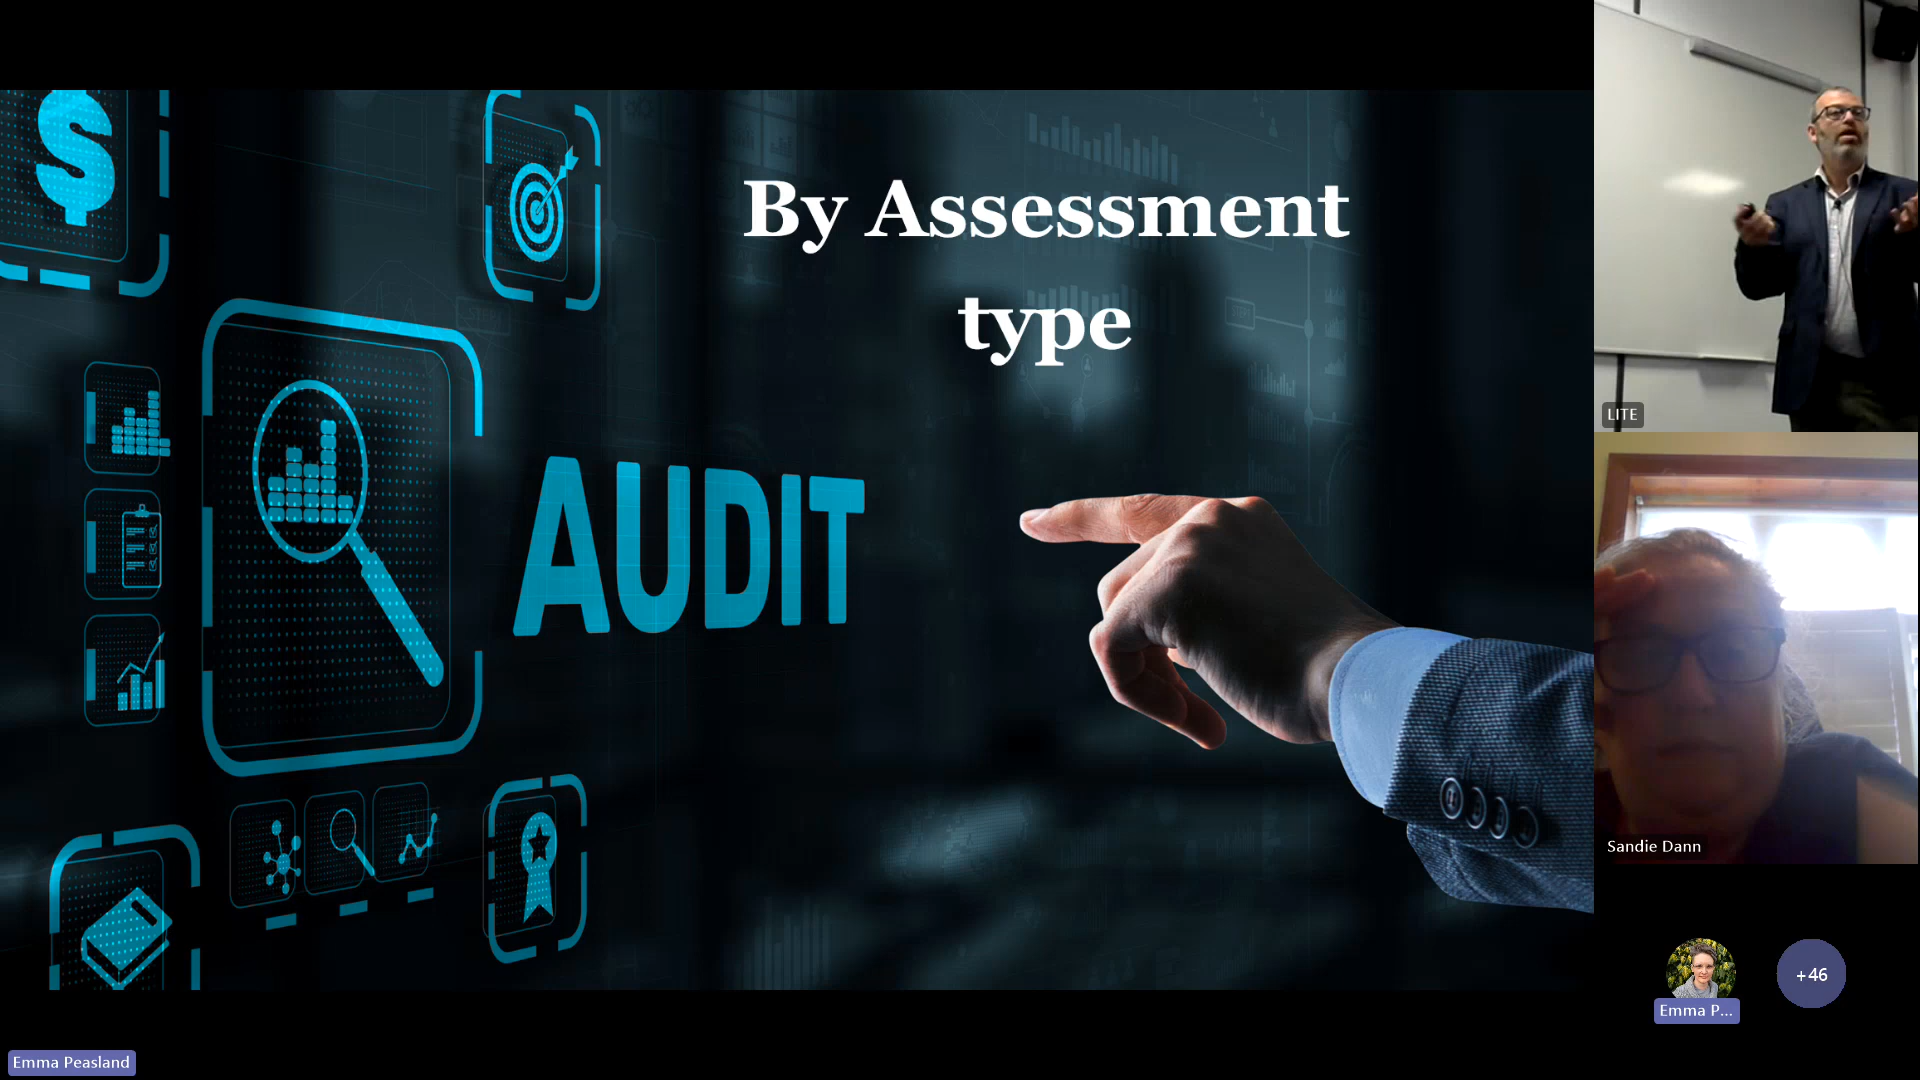 By Assessment
type
AUDIT
LITE
Sandie Dann
+46
Emma P...
Emma Peasland